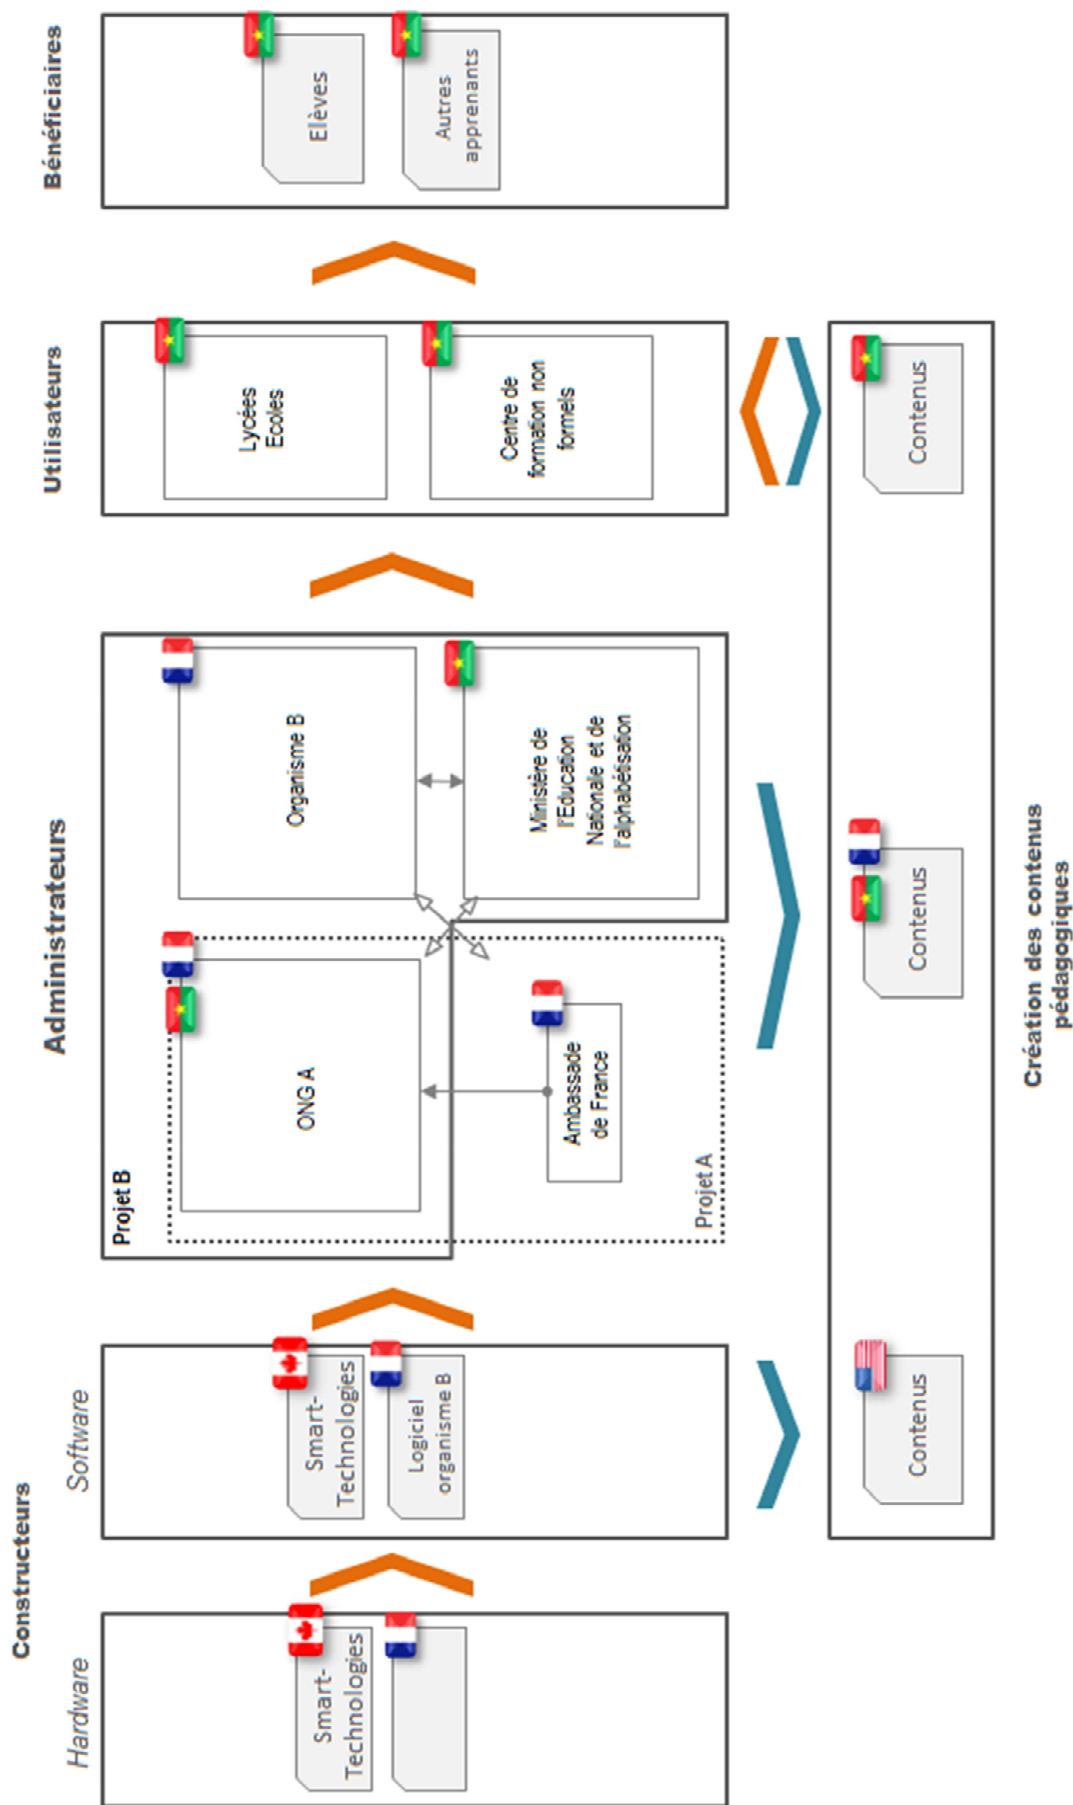 Constructeurs
Hardware
Smart-
Technologies
Software
Smart-
Technologies
Logiciel
organisme B
Administrateurs
Projet B
ONG A
Organisme B
Ambassade
de France
Projet A
Ministère de
l'Education
Nationale et de
l'alphabétisation
Utilisateurs
Lycées
Ecoles
Centre de
formation non
formels
Bénéficiaires
Elèves
Autres
apprenants
Contenus
Contenus
Contenus
Création des contenus
pédagogiques